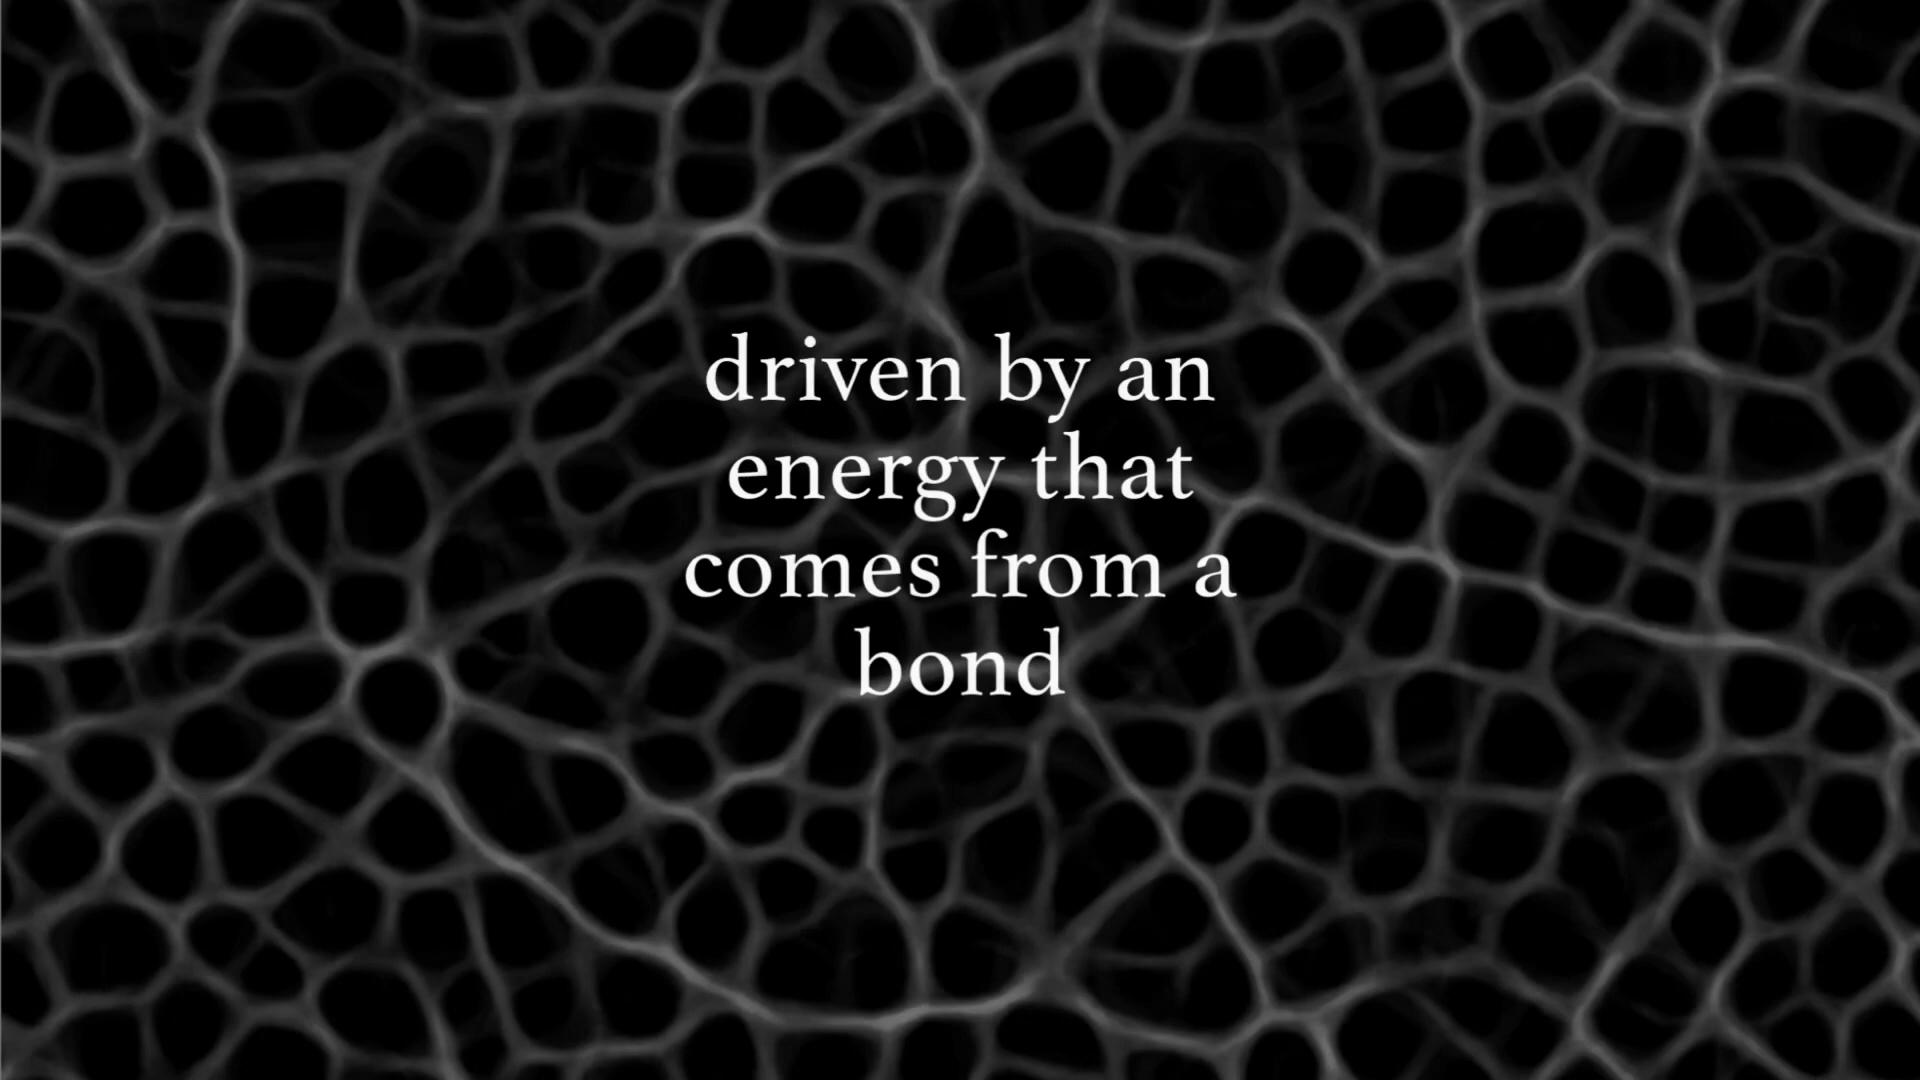 driven by an
energy that
comes from a
bond